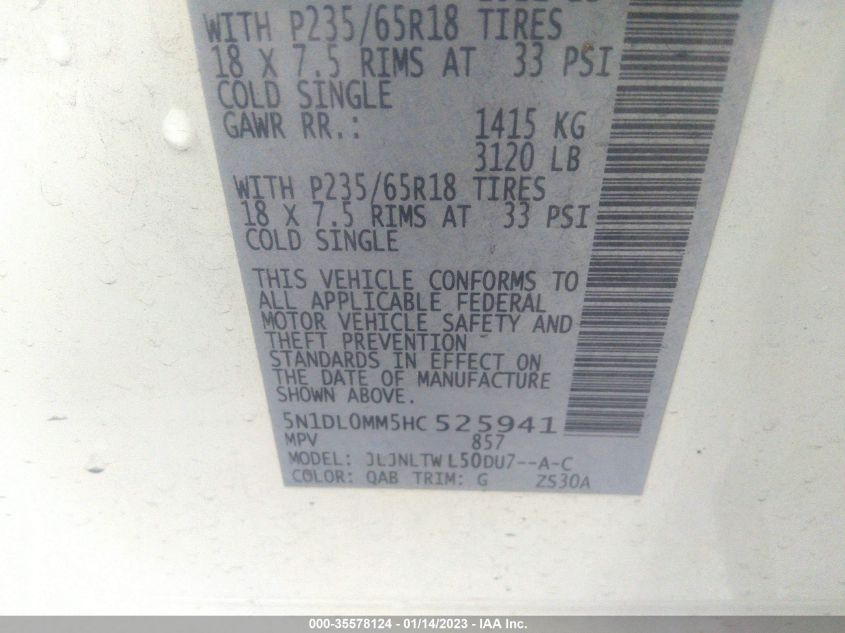 WITH P235/65R18 TIRES
18 X 7.5 RIMS AT 33 PSI
COLD SINGLE
GAWR RR.: 1415 KG
3120 LB
WITH P235/65R18 TIRES
18 X 7.5 RIMS AT 33 PSI
COLD SINGLE
THIS VEHICLE CONFORMS TO
ALL APPLICABLE FEDERAL
MOTOR VEHICLE SAFETY AND
THEFT PREVENTION
STANDARDS IN EFFECT ON
THE DATE OF MANUFACTURE
SHOWN ABOVE.
5N1DL0MM5HC 525941
MPV 857
MODEL: JLJNLTWL50DU7--A-C
COLOR: QAB TRIM: G ZS30A
000-35578124 - 01/14/2023 - IAA Inc.